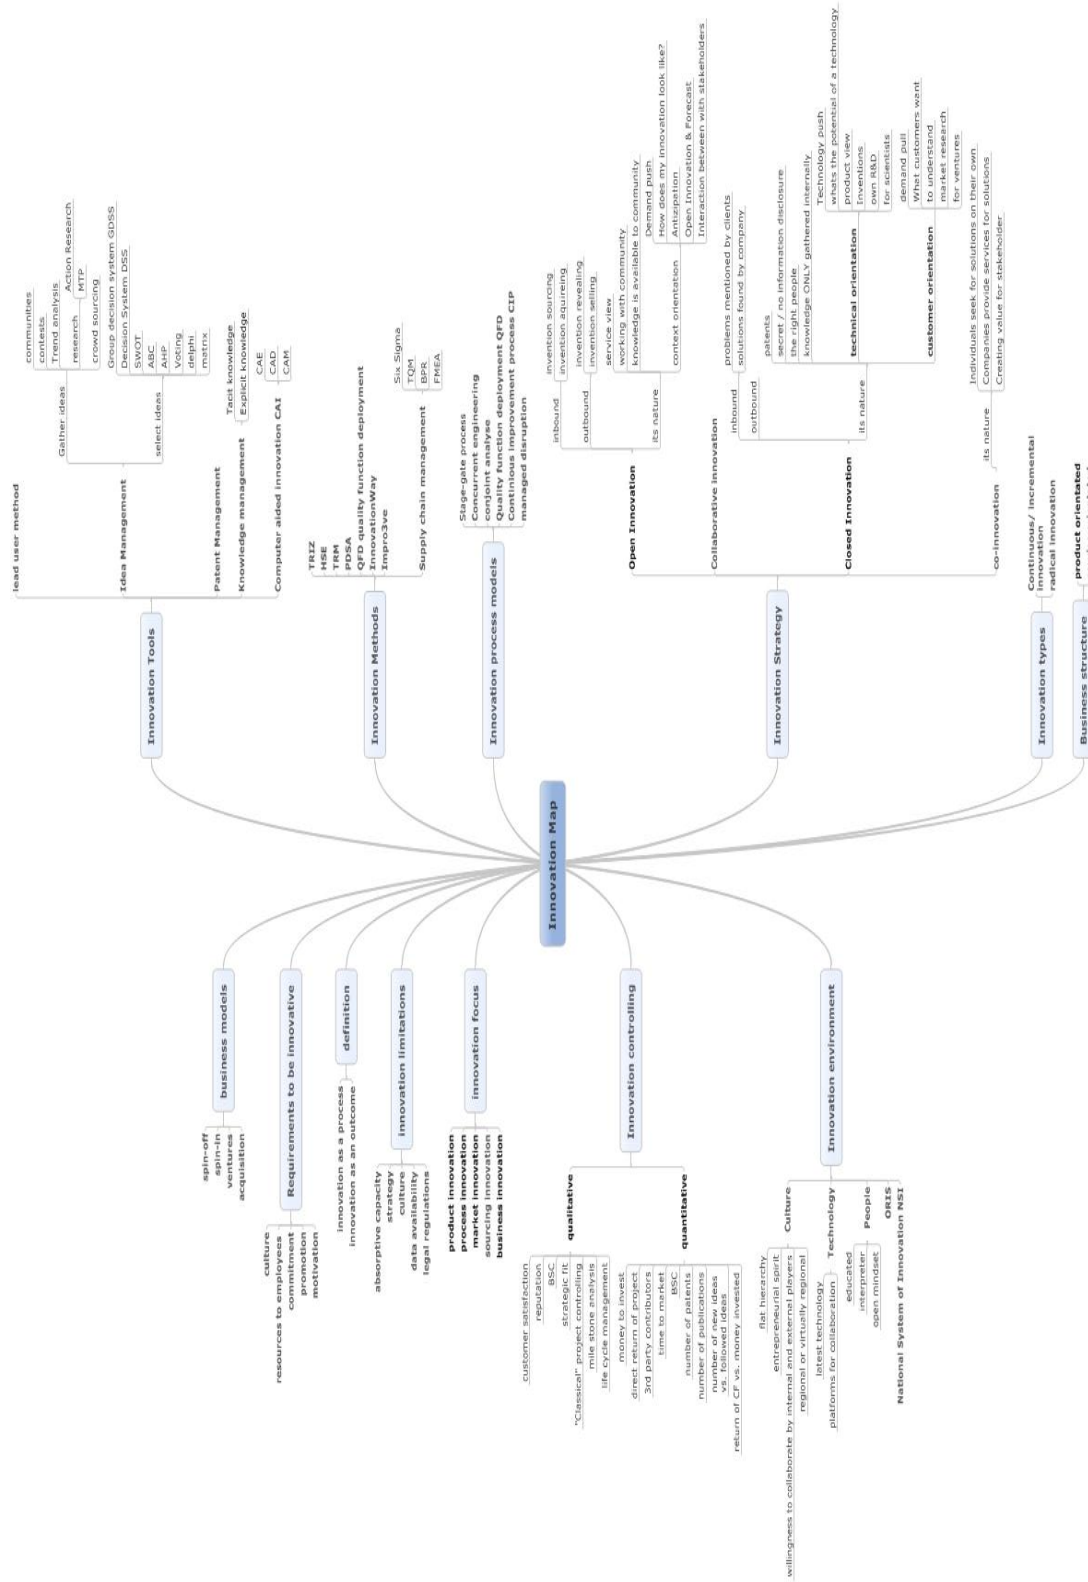 Innovation Map
Innovation Tools
lead user method
Idea Management
Gather ideas
communities
contests
Trend analysis
research
Action Research
MTP
crowd sourcing
select ideas
Group decision system GDSS
Decision System DSS
SWOT
ABC
AHP
Voting
delphi
matrix
Patent Management
Knowledge management
Tacit knowledge
Explicit knowledge
Computer aided innovation CAI
CAE
CAD
CAM
Innovation Methods
TRIZ
HSE
TRM
PDSA
QFD quality function deployment
InnovationWay
Impro3ve
Supply chain management
Six Sigma
TQM
BPR
FMEA
Innovation process models
Stage-gate process
Concurrent engineering
conjoint analyse
Quality function deployment QFD
Continious improvement process CIP
managed disruption
Innovation Strategy
Open Innovation
inbound
invention sourcing
invention aquireing
outbound
invention revealing
invention selling
its nature
service view
working with community
knowledge is available to community
context orientation
Demand push
How does my innovation look like?
Antizipation
Open Innovation & Forecast
Interaction between with stakeholders
Collaborative innovation
Closed Innovation
inbound
problems mentioned by clients
solutions found by company
outbound
its nature
patents
secret / no information disclosure
the right people
knowledge ONLY gathered internally
technical orientation
Technology push
whats the potential of a technology
product view
Inventions
own R&D
for scientists
customer orientation
demand pull
What customers want
to understand
market research
for ventures
co-innovation
its nature
Individuals seek for solutions on their own
Companies provide services for solutions
Creating value for stakeholder
Innovation types
Continuous/ incremental
innovation
radical innovation
Business structure
product orientated
business models
spin-off
spin-in
ventures
acquisition
Requirements to be innovative
culture
resources to employees
commitment
promotion
motivation
definition
innovation as a process
innovation as an outcome
innovation limitations
absorptive capacity
strategy
culture
data availability
legal regulations
innovation focus
product innovation
process innovation
market innovation
sourcing innovation
business innovation
Innovation controlling
qualitative
customer satisfaction
reputation
BSC
strategic fit
"Classical" project controlling
mile stone analysis
life cycle management
quantitative
money to invest
direct return of project
3rd party contributors
time to market
BSC
number of patents
number of publications
number of new ideas
vs. followed ideas
return of CF vs. money invested
Innovation environment
Culture
flat hierarchy
entrepreneurial spirit
willingness to collaborate by internal and external players
regional or virtually regional
Technology
latest technology
platforms for collaboration
People
educated
interpreter
open mindset
ORIS
National System of Innovation NSI